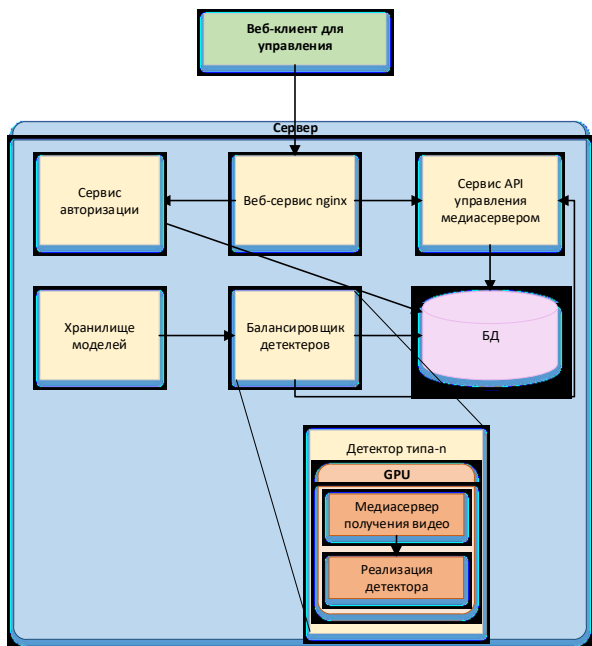 Веб-клиент для
управления
Сервер
Сервис
авторизации
Веб-сервис nginx
Сервис API
управления
медиасервером
Хранилище
моделей
Балансировщик
детектеров
БД
Детектор типа-n
GPU
Медиасервер
получения видео
Реализация
детектора